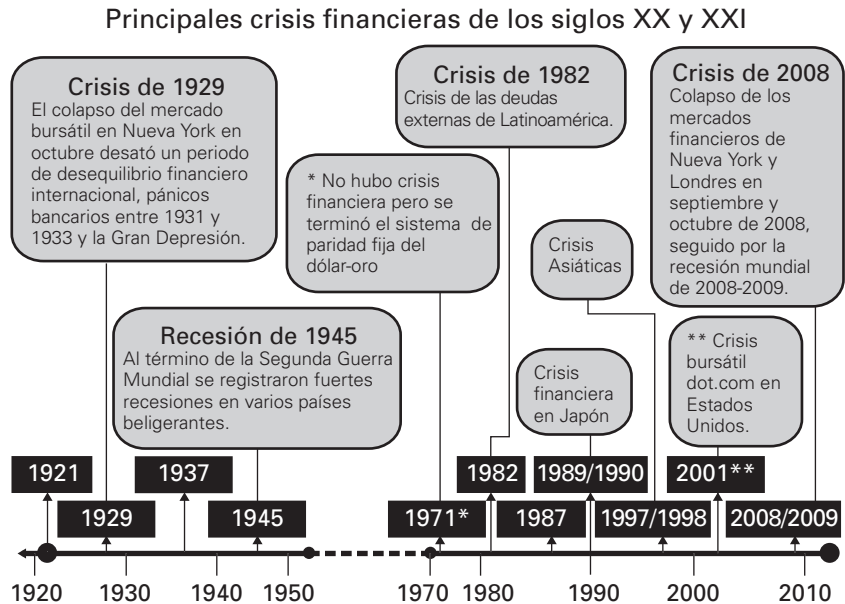 Principales crisis financieras de los siglos XX y XXI
Crisis de 1929
El colapso del mercado
bursátil en Nueva York en
octubre desató un periodo
de desequilibrio financiero
internacional, pánicos
bancarios entre 1931 y
1933 y la Gran Depresión.
Recesión de 1945
Al término de la Segunda Guerra
Mundial se registraron fuertes
recesiones en varios países
beligerantes.
* No hubo crisis
financiera pero se
terminó el sistema de
paridad fija del
dólar-oro
Crisis de 1982
Crisis de las deudas
externas de Latinoamérica.
Crisis
financiera
en Japón
Crisis
Asiáticas
** Crisis
bursátil
dot.com en
Estados
Unidos.
Crisis de 2008
Colapso de los
mercados
financieros de
Nueva York y
Londres en
septiembre y
octubre de 2008,
seguido por la
recesión mundial
de 2008-2009.
1921 1937 1982 1989/1990 2001**
1929 1945 1971* 1987 1997/1998 2008/2009
1920 1930 1940 1950 1970 1980 1990 2000 2010